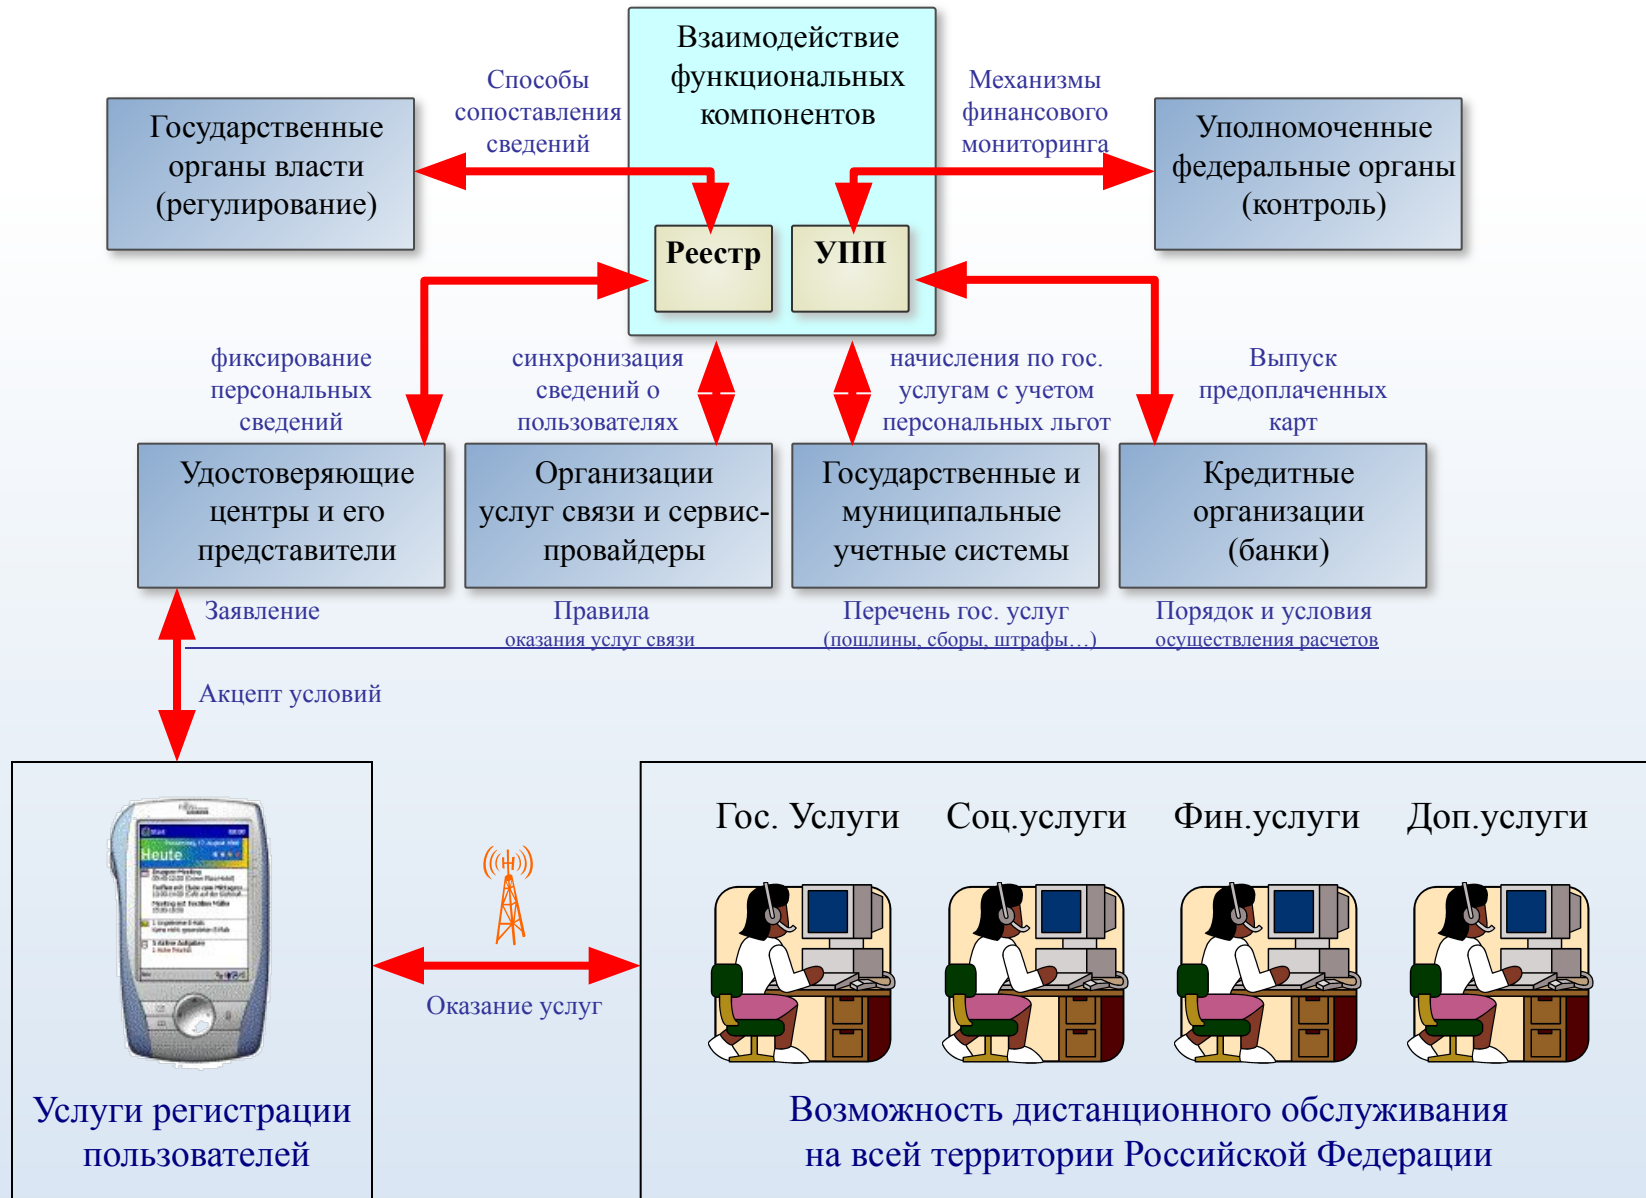 Взаимодействие
функциональных
компонентов
Способы
сопоставления
сведений
Механизмы
финансового
мониторинга
Государственные
органы власти
(регулирование)
Уполномоченные
федеральные органы
(контроль)
Реестр
УПП
фиксирование
персональных
сведений
синхронизация
сведений о
пользователях
начисления по гос.
услугам с учетом
персональных льгот
Выпуск
предоплаченных
карт
Удостоверяющие
центры и его
представители
Организации
услуг связи и сервис-
провайдеры
Государственные и
муниципальные
учетные системы
Кредитные
организации
(банки)
Заявление
Правила
оказания услуг связи
Перечень гос. услуг
(пошлины, сборы, штрафы…)
Порядок и условия
осуществления расчетов
Акцепт условий
Heute
Оказание услуг
Услуги регистрации
пользователей
Гос. Услуги
Соц.услуги
Фин.услуги
Доп.услуги
Возможность дистанционного обслуживания
на всей территории Российской Федерации